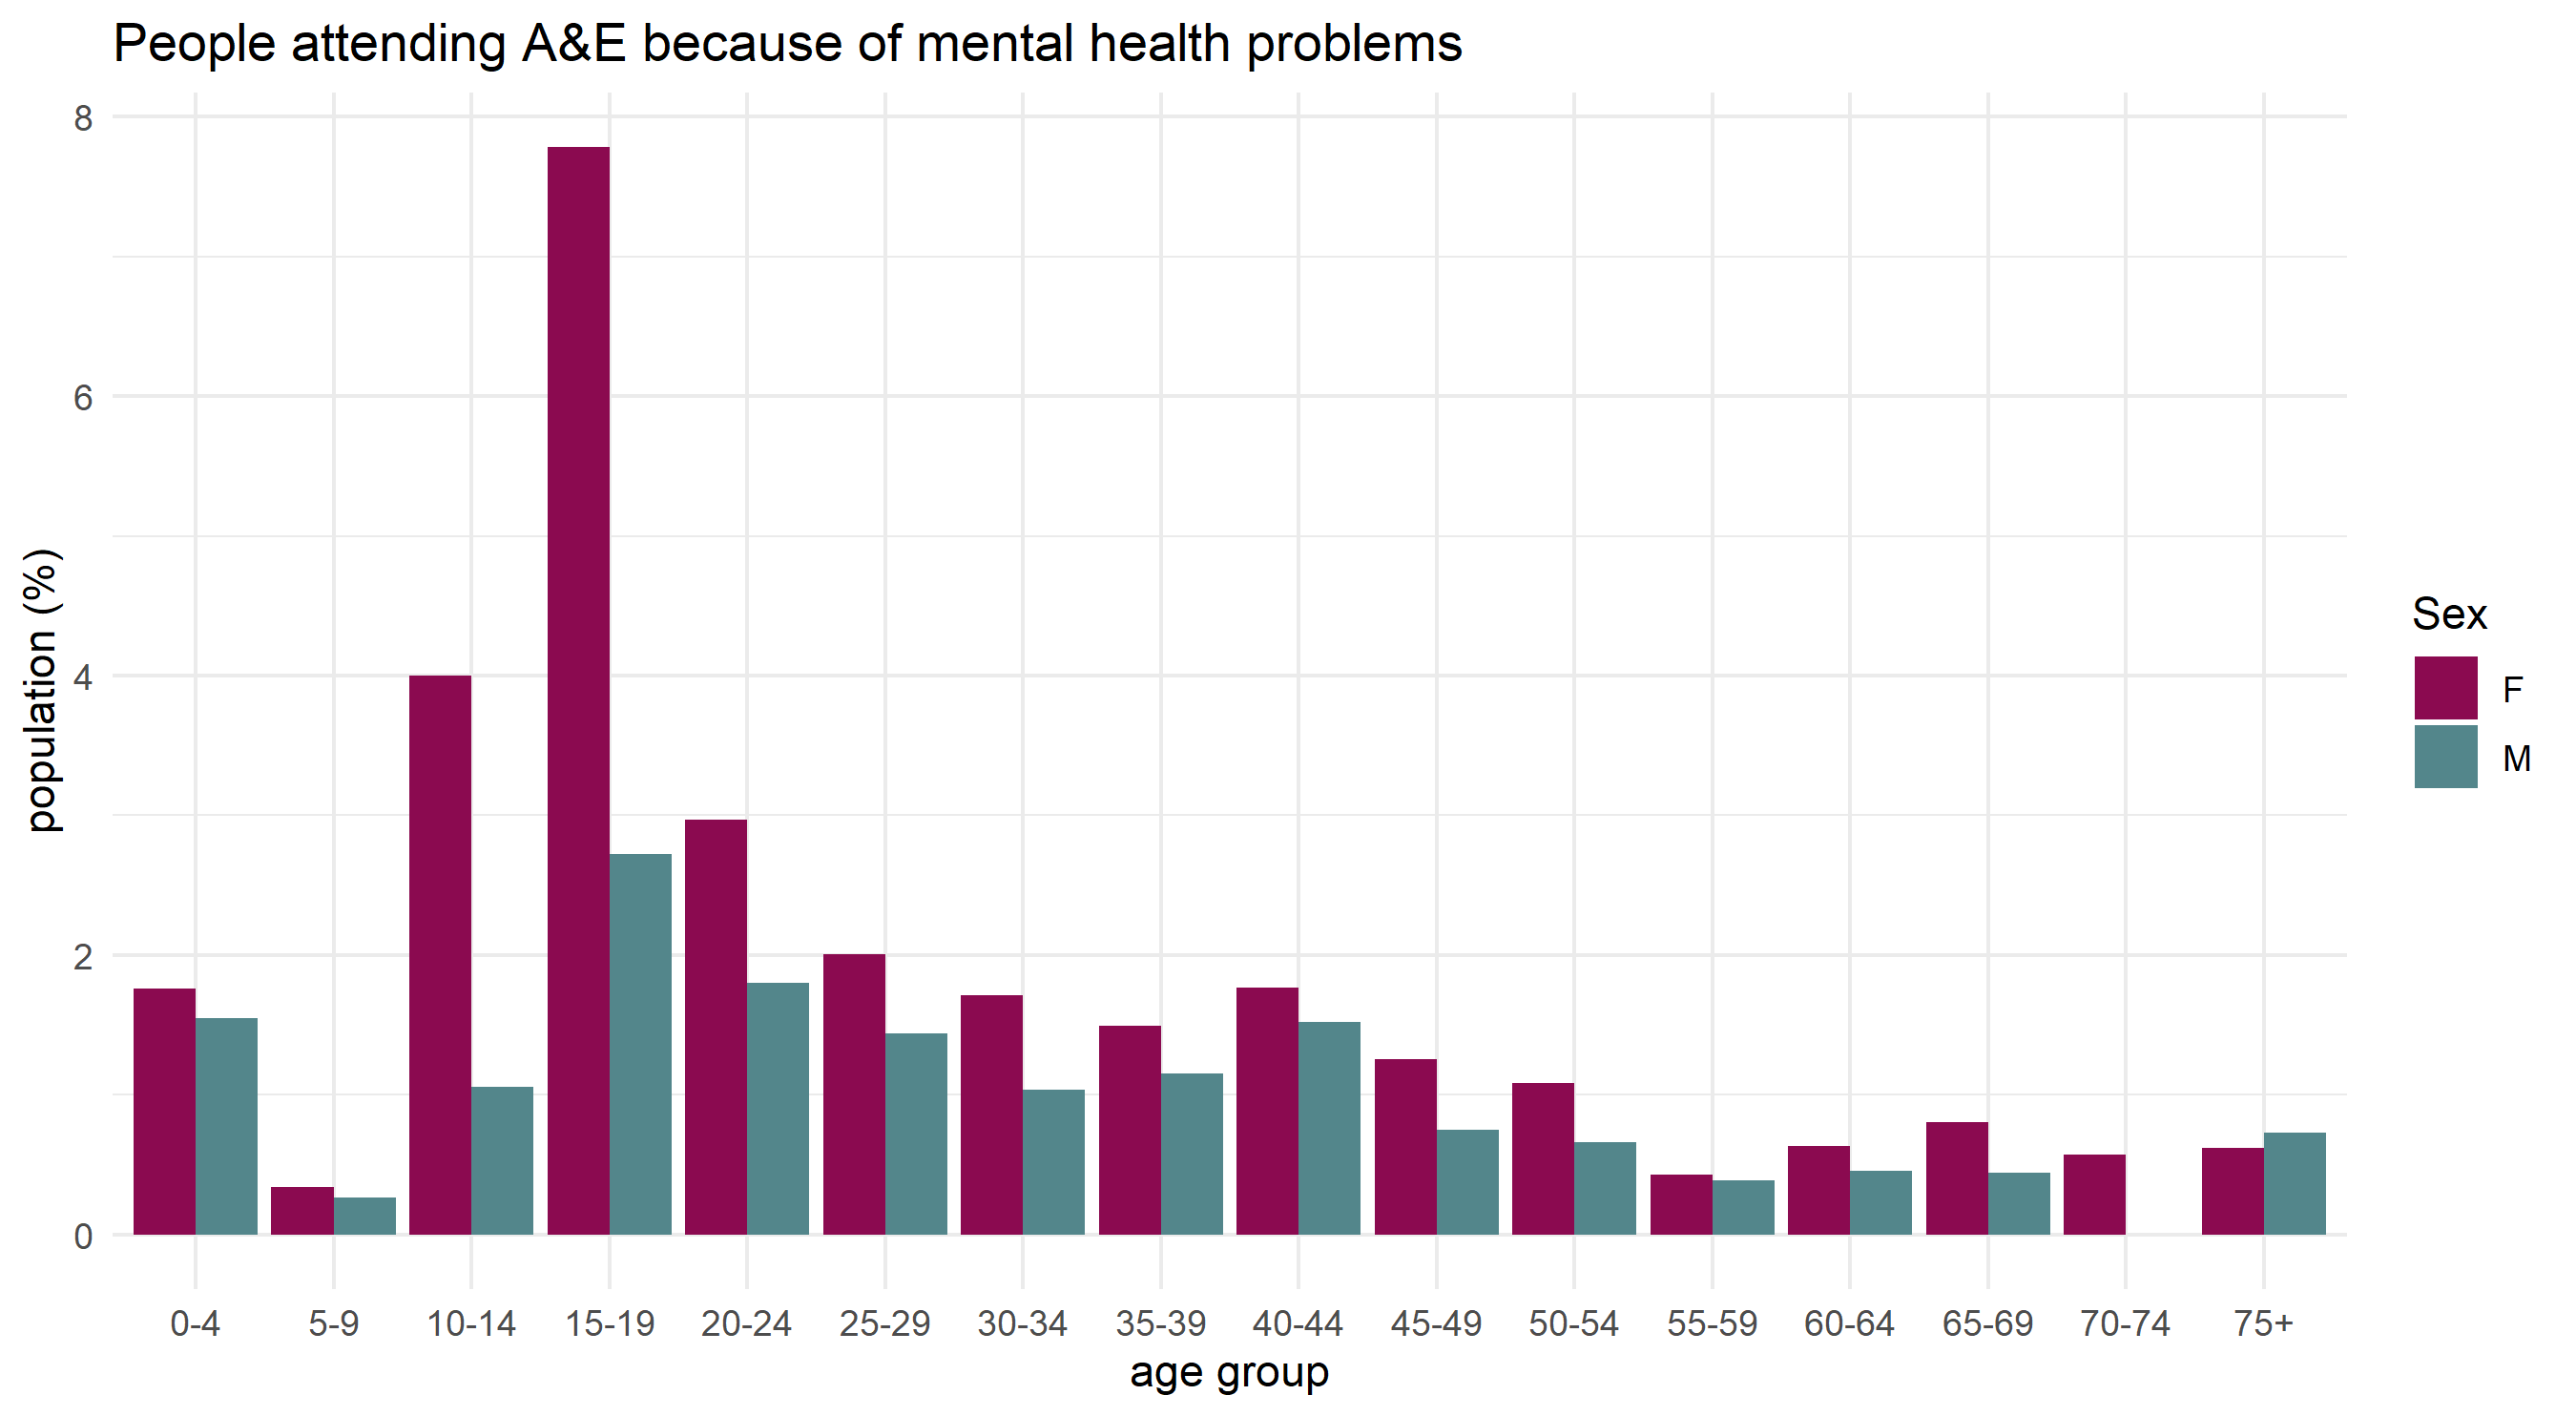 People attending A&E because of mental health problems
8
6
4
2
0
population (%)
0-4 5-9 10-14 15-19 20-24 25-29 30-34 35-39 40-44 45-49 50-54 55-59 60-64 65-69 70-74 75+
age group
Sex
F
M